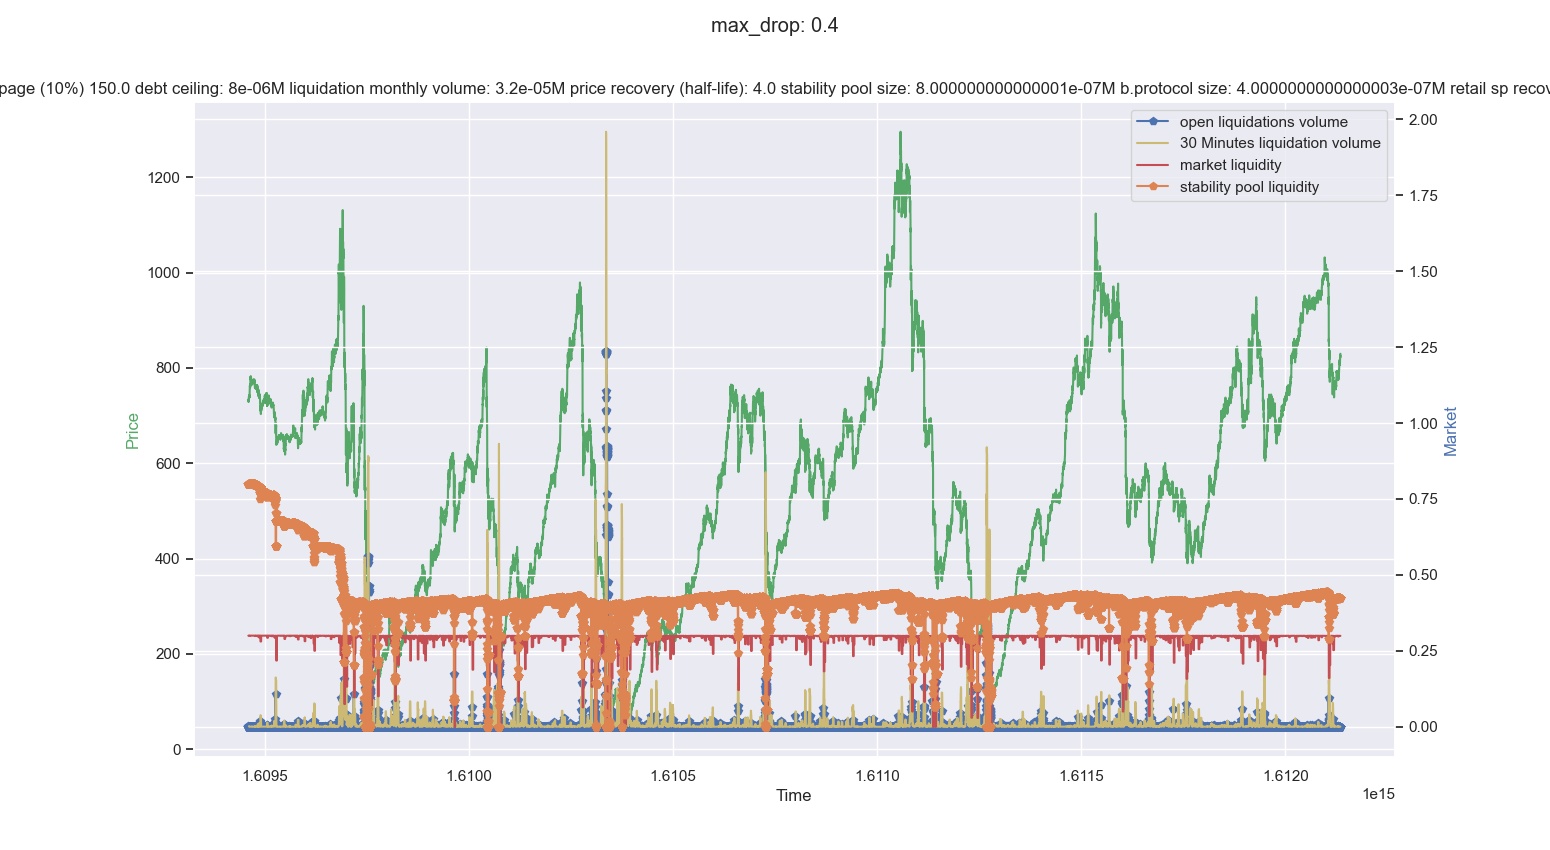 max_drop: 0.4
page (10%) 150.0 debt ceiling: 8e-06M liquidation monthly volume: 3.2e-05M price recovery (half-life): 4.0 stability pool size: 8.000000000000001e-07M b.protocol size: 4.0000000000000003e-07M retail sp recov
open liquidations volume
30 Minutes liquidation volume
market liquidity
stability pool liquidity
1200
1000
800
600
400
200
0
Price
2.00
1.75
1.50
1.25
1.00
0.75
0.50
0.25
0.00
Market
1.6095 1.6100 1.6105 1.6110 1.6115 1.6120
Time
1e15